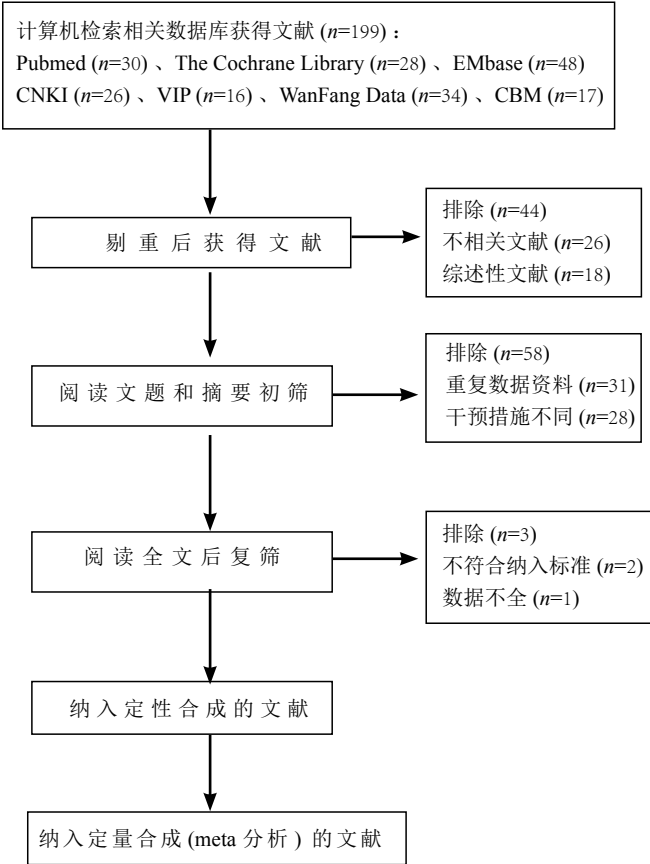 计算机检索相关数据库获得文献 (n=199)：
Pubmed (n=30) 、The Cochrane Library (n=28) 、EMbase (n=48)
CNKI (n=26) 、VIP (n=16) 、WanFang Data (n=34) 、CBM (n=17)
剔重后获得文献
排除 (n=44)
不相关文献 (n=26)
综述性文献 (n=18)
阅读文题和摘要初筛
排除 (n=58)
重复数据资料 (n=31)
干预措施不同 (n=28)
阅读全文后复筛
排除 (n=3)
不符合纳入标准 (n=2)
数据不全 (n=1)
纳入定性合成的文献
纳入定量合成 (meta 分析 ) 的文献